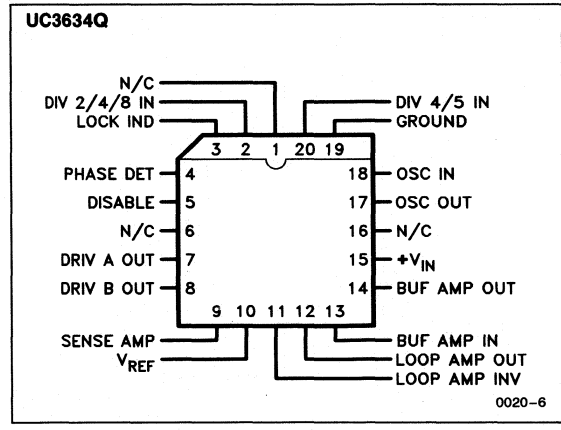 UC3634Q
N/C
DIV 2/4/8 IN
DIV 4/5 IN
LOCK IND
GROUND
3 2 1 20 19
PHASE DET 4
18 OSC IN
DISABLE 5
17 OSC OUT
N/C 6
16 N/C
DRIV A OUT 7
15 +VIN
DRIV B OUT 8
14 BUF AMP OUT
9 10 11 12 13
SENSE AMP
BUF AMP IN
VREF
LOOP AMP OUT
LOOP AMP INV
0020-6